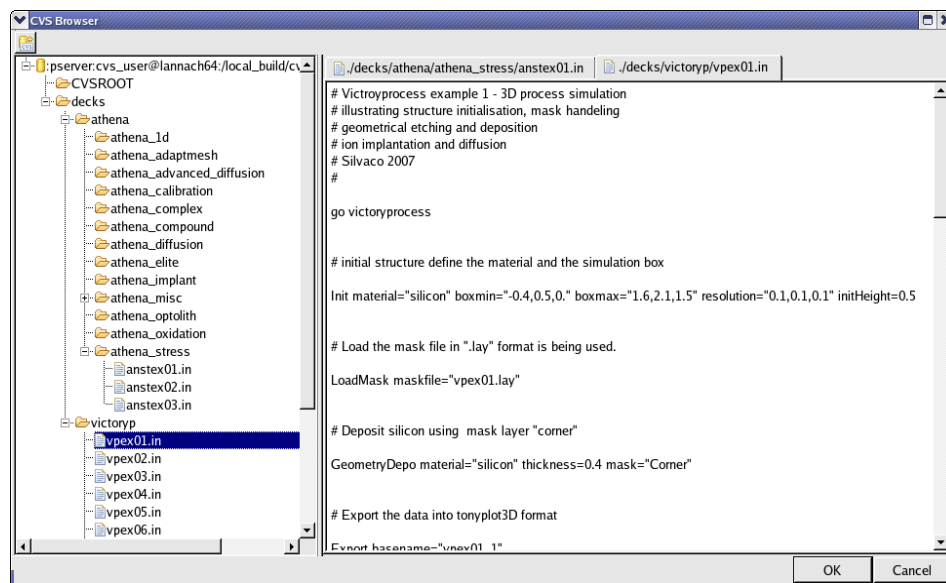 CVS Browser
:pserver:cvs_user@lannach64:/local_build/cv
CVSROOT
decks
athena
athena_1d
athena_adaptmesh
athena_advanced_diffusion
athena_calibration
athena_complex
athena_compound
athena_diffusion
athena_elite
athena_implant
athena_misc
athena_optolith
athena_oxidation
athena_stress
anstex01.in
anstex02.in
anstex03.in
victoryp
vpex01.in
vpex02.in
vpex03.in
vpex04.in
vpex05.in
vpex06.in
./decks/athena/athena_stress/anstex01.in
./decks/victoryp/vpex01.in
# Victroyprocess example 1 - 3D process simulation
# illustrating structure initialisation, mask handeling
# geometrical etching and deposition
# ion implantation and diffusion
# Silvaco 2007
#
go victoryprocess
# initial structure define the material and the simulation box
Init material="silicon" boxmin="-0.4,0.5,0." boxmax="1.6,2.1,1.5" resolution="0.1,0.1,0.1" initHeight=0.5
# Load the mask file in ".lay" format is being used.
LoadMask maskfile="vpex01.lay"
# Deposit silicon using  mask layer "corner"
GeometryDepo material="silicon" thickness=0.4 mask="Corner"
# Export the data into tonyplot3D format
Export basename="vpex01_1"
OK
Cancel